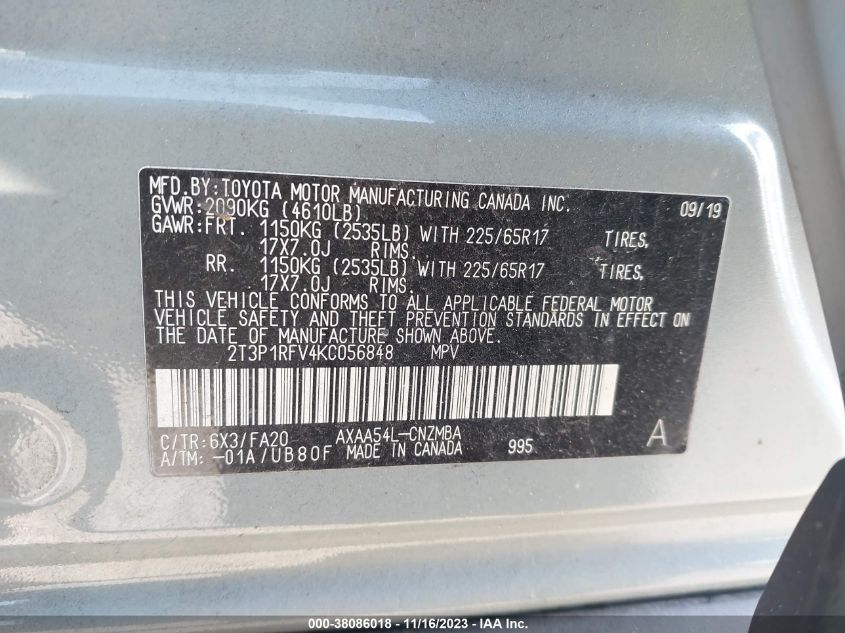 MFD.BY:TOYOTA MOTOR MANUFACTURING CANADA INC. 09/19
GVWR:2090KG (4610LB)
GAWR:FRT. 1150KG (2535LB) WITH 225/65R17 TIRES,
17X7.0J RIMS.
RR. 1150KG (2535LB) WITH 225/65R17 TIRES,
17X7.0J RIMS.
THIS VEHICLE CONFORMS TO ALL APPLICABLE FEDERAL MOTOR
VEHICLE SAFETY AND THEFT PREVENTION STANDARDS IN EFFECT ON
THE DATE OF MANUFACTURE SHOWN ABOVE.
2T3P1RFV4KC056848 MPV
C/TR:6X3/FA20 AXAA54L-CNZMBA A
A/TM:-01A/UB80F MADE IN CANADA 995
000-38086018 - 11/16/2023 - IAA Inc.